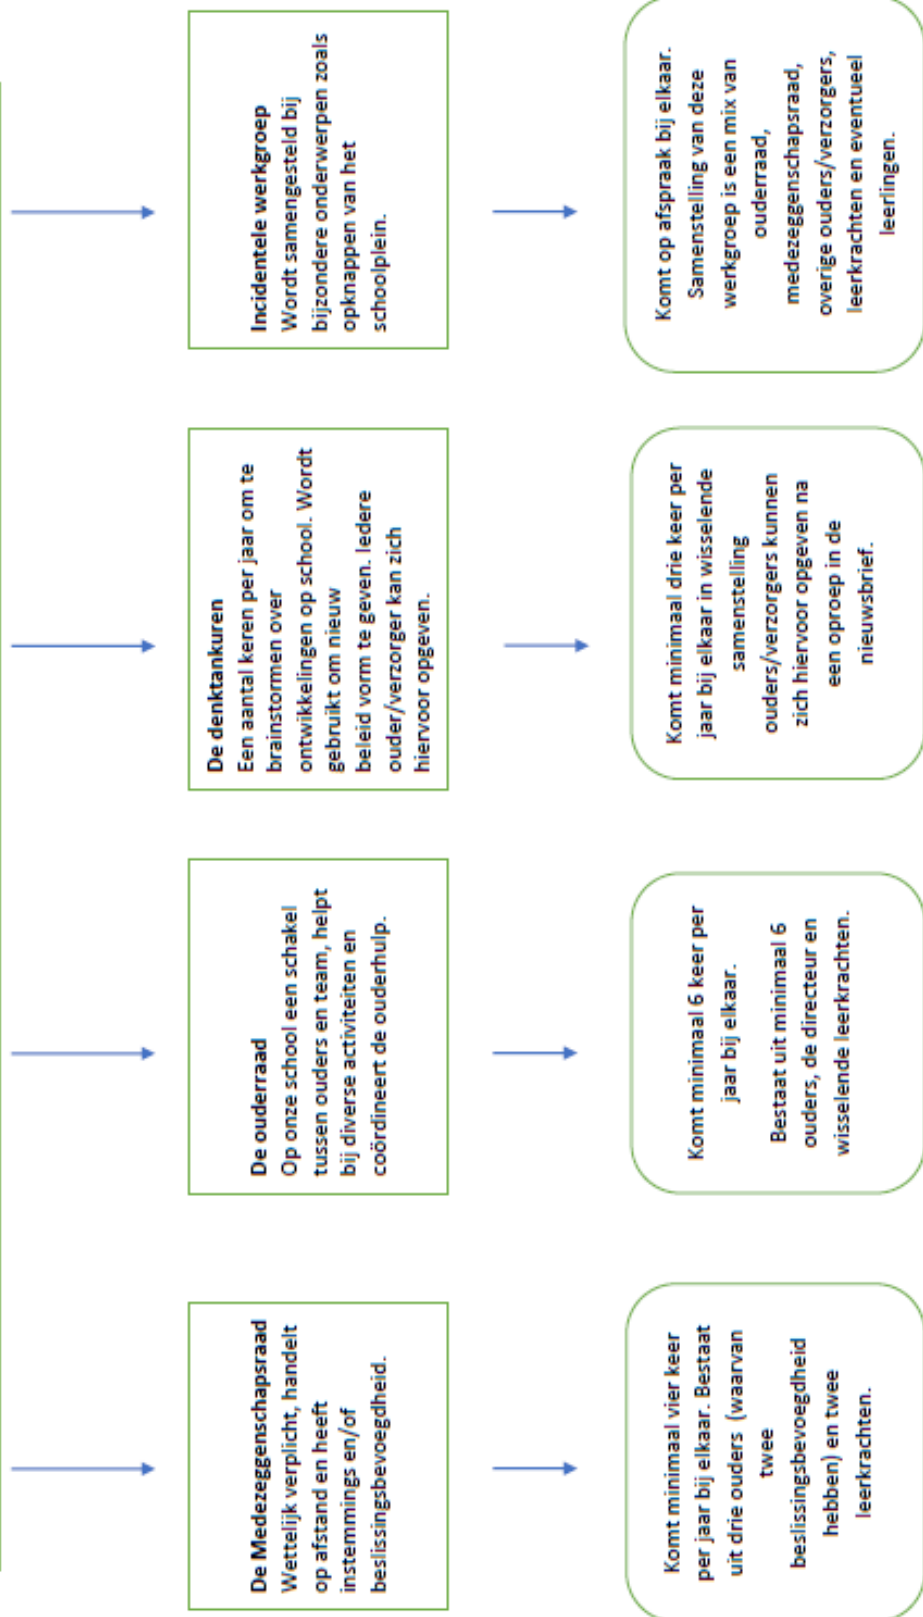 De Medezeggenschapsraad
Wettelijk verplicht, handelt
op afstand en heeft
instemmings en/of
beslissingsbevoegdheid.
Komt minimaal vier keer
per jaar bij elkaar. Bestaat
uit drie ouders (waarvan
twee
beslissingsbevoegdheid
hebben) en twee
leerkrachten.
De ouderraad
Op onze school een schakel
tussen ouders en team, helpt
bij diverse activiteiten en
coördineert de ouderhulp.
Komt minimaal 6 keer per
jaar bij elkaar.
Bestaat uit minimaal 6
ouders, de directeur en
wisselende leerkrachten.
De denktankuren
Een aantal keren per jaar om te
brainstormen over
ontwikkelingen op school. Wordt
gebruikt om nieuw
beleid vorm te geven. Iedere
ouder/verzorger kan zich
hiervoor opgeven.
Komt minimaal drie keer per
jaar bij elkaar in wisselende
samenstelling
ouders/verzorgers kunnen
zich hiervoor opgeven na
een oproep in de
nieuwsbrief.
Incidentele werkgroep
Wordt samengesteld bij
bijzondere onderwerpen zoals
opknappen van het
schoolplein.
Komt op afspraak bij elkaar.
Samenstelling van deze
werkgroep is een mix van
ouderraad,
medezeggenschapsraad,
overige ouders/verzorgers,
leerkrachten en eventueel
leerlingen.